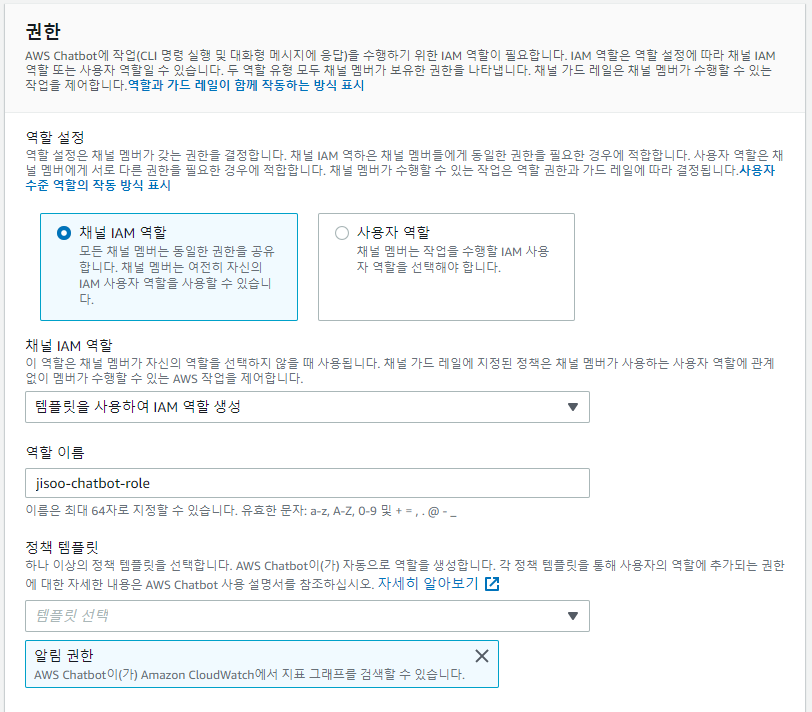 권한
AWS Chatbot에 작업(CLI 명령 실행 및 대화형 메시지에 응답)을 수행하기 위한 IAM 역할이 필요합니다. IAM 역할은 역할 설정에 따라 채널 IAM
역할 또는 사용자 역할일 수 있습니다. 두 역할 유형 모두 채널 멤버가 보유한 권한을 나타냅니다. 채널 가드 레일은 채널 멤버가 수행할 수 있는
작업을 제어합니다.역할과 가드 레일이 함께 작동하는 방식 표시
역할 설정
역할 설정은 채널 멤버가 갖는 권한을 결정합니다. 채널 IAM 역하은 채널 멤버들에게 동일한 권한을 필요한 경우에 적합합니다. 사용자 역할은 채
널 멤버에게 서로 다른 권한을 필요한 경우에 적합합니다. 채널 멤버가 수행할 수 있는 작업은 역할 권한과 가드 레일에 따라 결정됩니다.사용자
수준 역할의 작동 방식 표시
채널 IAM 역할
모든 채널 멤버는 동일한 권한을 공유
합니다. 채널 멤버는 여전히 자신의
IAM 사용자 역할을 사용할 수 있습니
다.
사용자 역할
채널 멤버는 작업을 수행할 IAM 사용
자 역할을 선택해야 합니다.
채널 IAM 역할
이 역할은 채널 멤버가 자신의 역할을 선택하지 않을 때 사용됩니다. 채널 가드 레일에 지정된 정책은 채널 멤버가 사용하는 사용자 역할에 관계
없이 멤버가 수행할 수 있는 AWS 작업을 제어합니다.
템플릿을 사용하여 IAM 역할 생성
역할 이름
jisoo-chatbot-role
이름은 최대 64자로 지정할 수 있습니다. 유효한 문자: a-z, A-Z, 0-9 및 + = , . @ - _
정책 템플릿
하나 이상의 정책 템플릿을 선택합니다. AWS Chatbot이(가) 자동으로 역할을 생성합니다. 각 정책 템플릿을 통해 사용자의 역할에 추가되는 권한
에 대한 자세한 내용은 AWS Chatbot 사용 설명서를 참조하십시오. 자세히 알아보기
템플릿 선택
알림 권한
AWS Chatbot이(가) Amazon CloudWatch에서 지표 그래프를 검색할 수 있습니다.